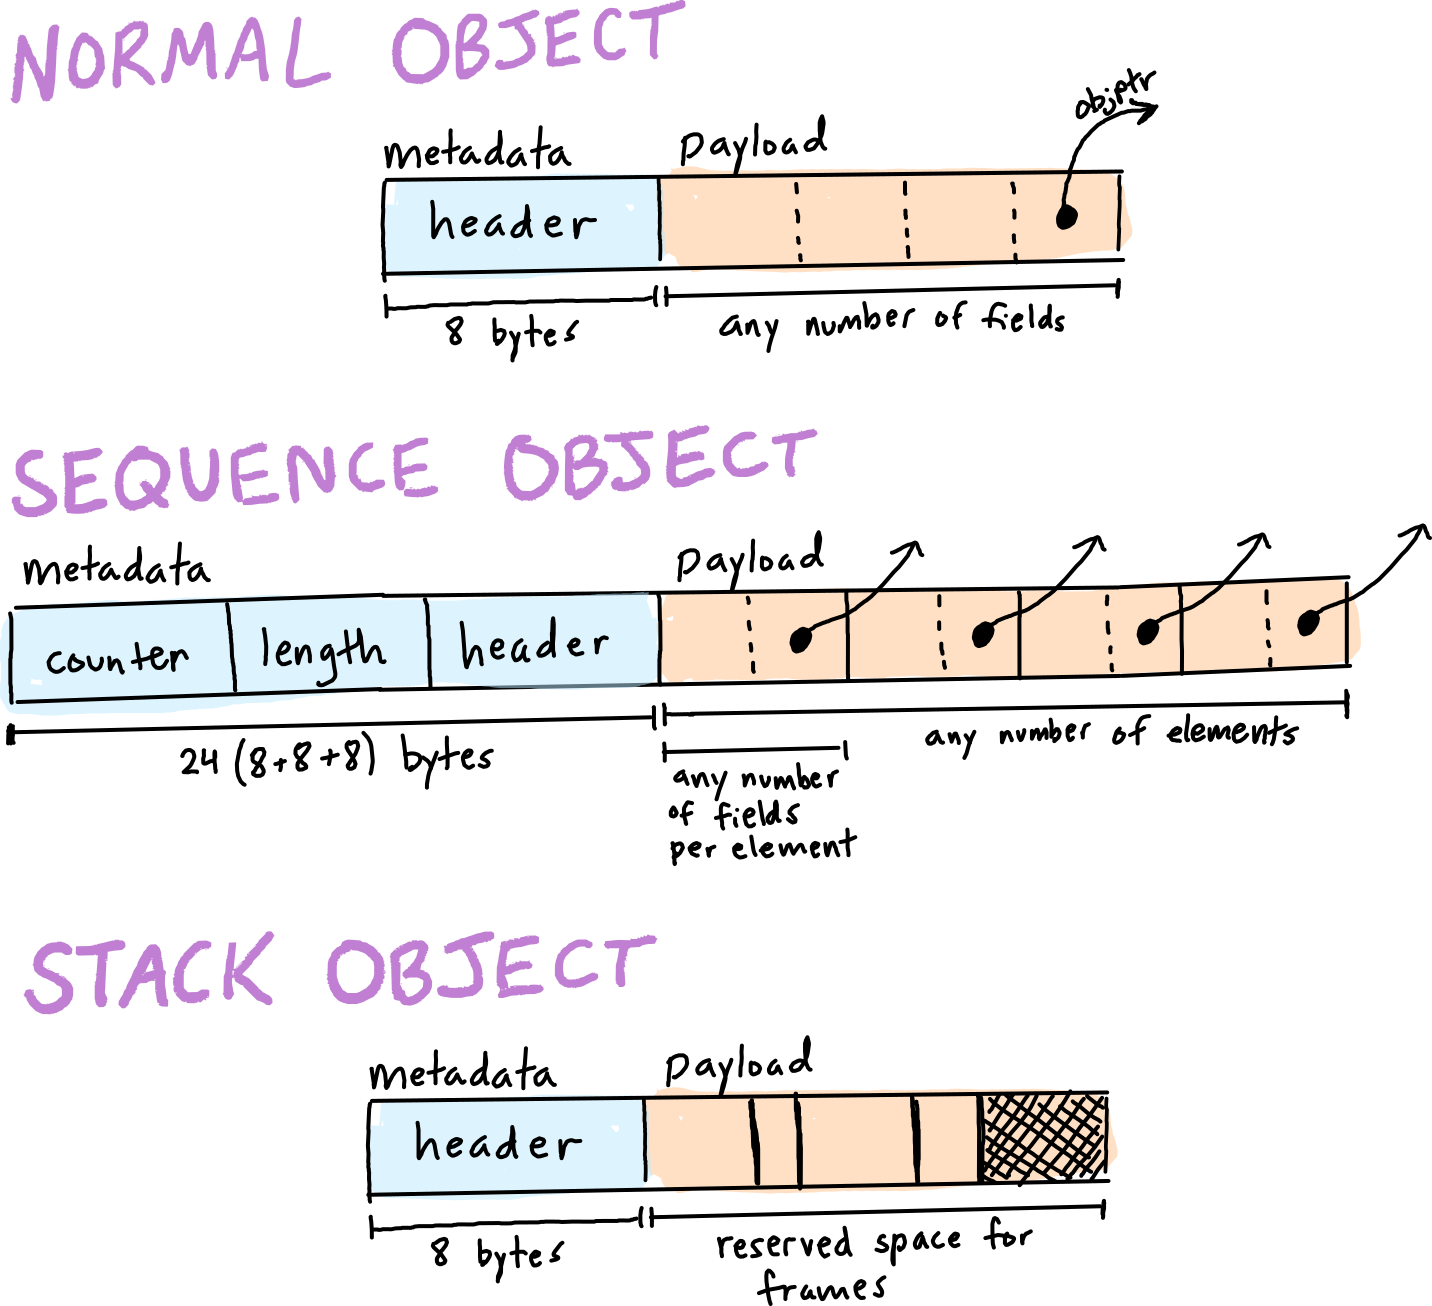 NORMAL OBJECT
objptr
metadata payload
header
8 bytes any number of fields
SEQUENCE OBJECT
metadata payload
counter length header
24 (8+8+8) bytes any number of elements
any number
of fields
per element
STACK OBJECT
metadata payload
header
8 bytes reserved space for
frames